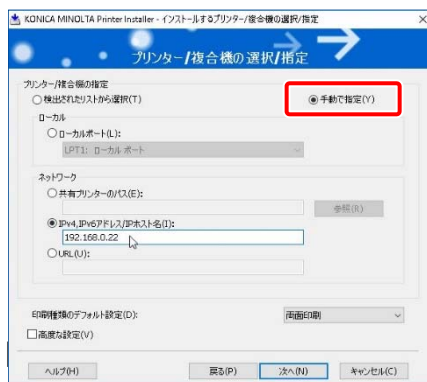 KONICA MINOLTA Printer Installer - インストールするプリンター/複合機の選択/指定
プリンター/複合機の選択/指定
プリンター/複合機の指定
検出されたリストから選択(T)
手動で指定(Y)
ローカル
ローカルポート(L):
LPT1: ローカル ポート
ネットワーク
共有プリンターのパス(E):
参照(R)
IPv4,IPv6アドレス/IPホスト名(I):
192.168.0.22
URL(U):
印刷種類のデフォルト設定(D):
両面印刷
高度な設定(V)
ヘルプ(H)
戻る(P)
次へ(N)
キャンセル(C)